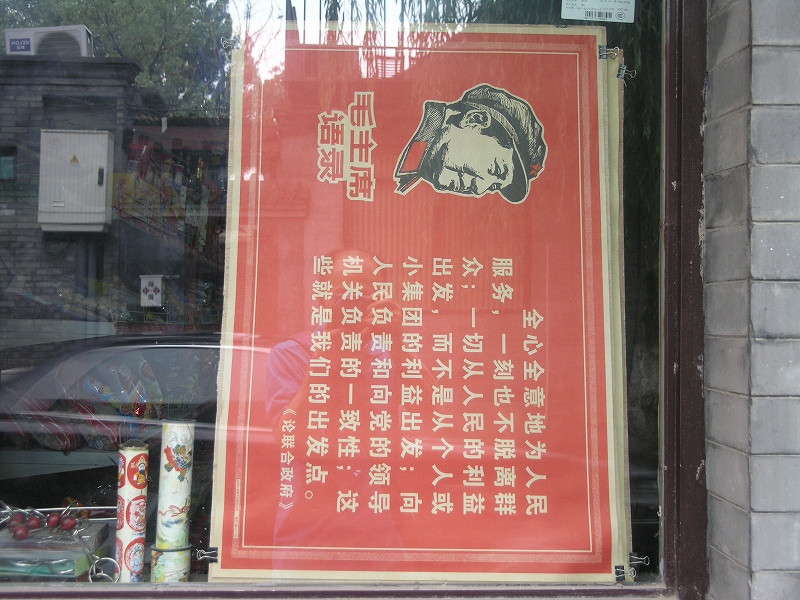 毛主席
语录
全心全意地为人民
服务，一刻也不脱离群
众；一切从人民的利益
出发，而不是从个人或
小集团的利益出发；向
人民负责和向党的领导
机关负责的一致性；这
些就是我们的出发点。
《论联合政府》